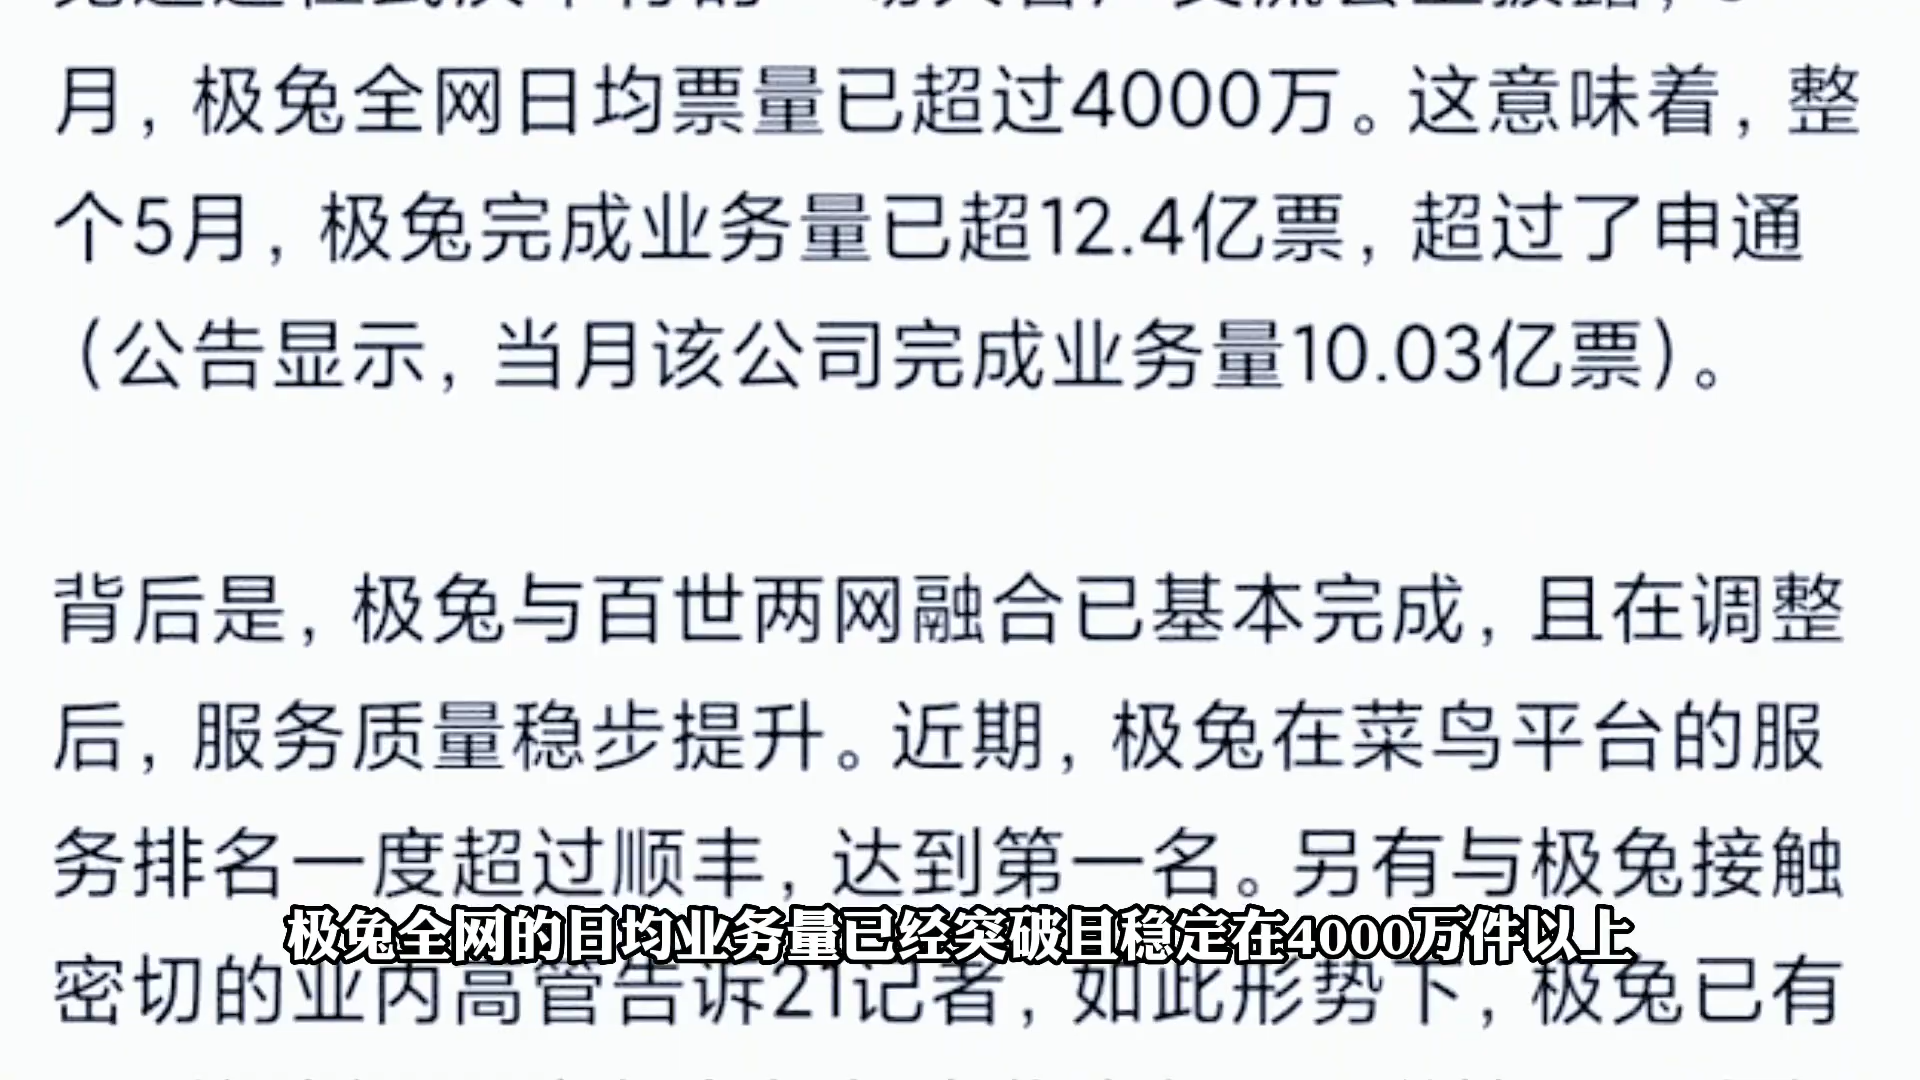 月，极兔全网日均票量已超过4000万。这意味着，整
个5月，极兔完成业务量已超12.4亿票，超过了申通
（公告显示，当月该公司完成业务量10.03亿票）。
背后是，极兔与百世两网融合已基本完成，且在调整
后，服务质量稳步提升。近期，极兔在菜鸟平台的服
务排名一度超过顺丰，达到第一名。另有与极兔接触
极兔全网的日均业务量已经突破且稳定在4000万件以上
密切的业内高管告诉21记者，如此形势下，极兔已有